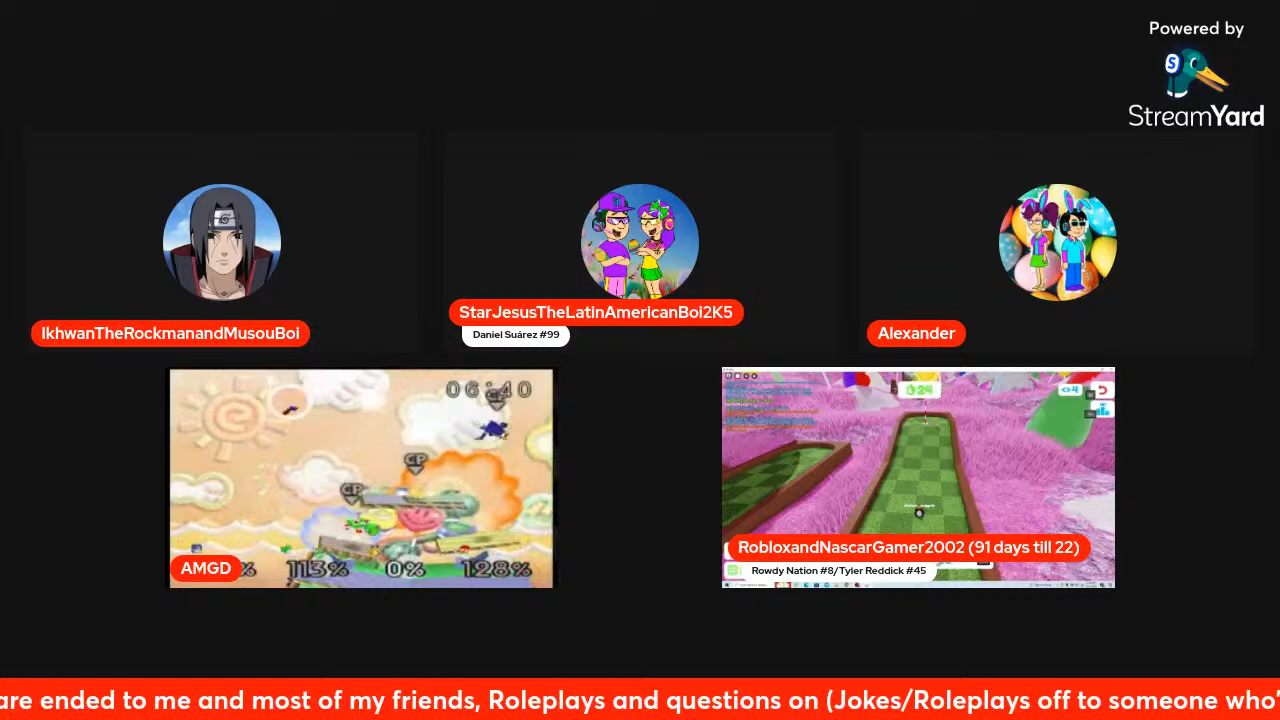 Powered by
StreamYard
IkhwanTheRockmanandMusouBoi
StarJesusTheLatinAmericanBoi2K5
Daniel Suárez #99
Alexander
06:40
CP
CP
113% 0% 128%
AMGD
24
4
RobloxandNascarGamer2002 (91 days till 22)
Rowdy Nation #8/Tyler Reddick #45
are ended to me and most of my friends, Roleplays and questions on (Jokes/Roleplays off to someone who'